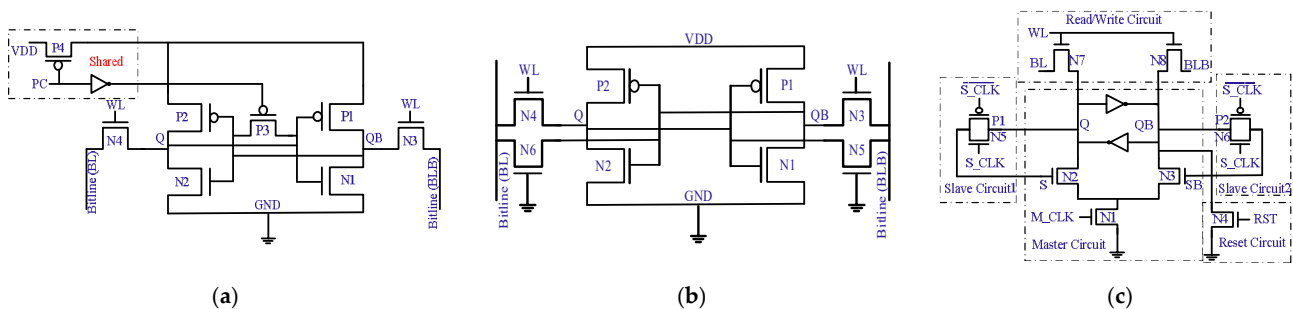 VDD
P4
Shared
PC
WL
N4
Q
P2
P3
P1
QB
WL
N3
N2
N1
GND
Bitline (BL)
Bitline (BLB)
(a)
VDD
WL
P2
P1
WL
N4
Q
QB
N3
N6
N2
N1
N5
GND
Bitline (BL)
Bitline (BLB)
(b)
Read/Write Circuit
WL
BL
N7
N8
BLB
S_CLK
S_CLK
P1
Q
QB
P2
N5
N6
S_CLK
S_CLK
S
N2
N3
SB
Slave Circuit1
Slave Circuit2
M_CLK
N1
N4
RST
Master Circuit
Reset Circuit
(c)